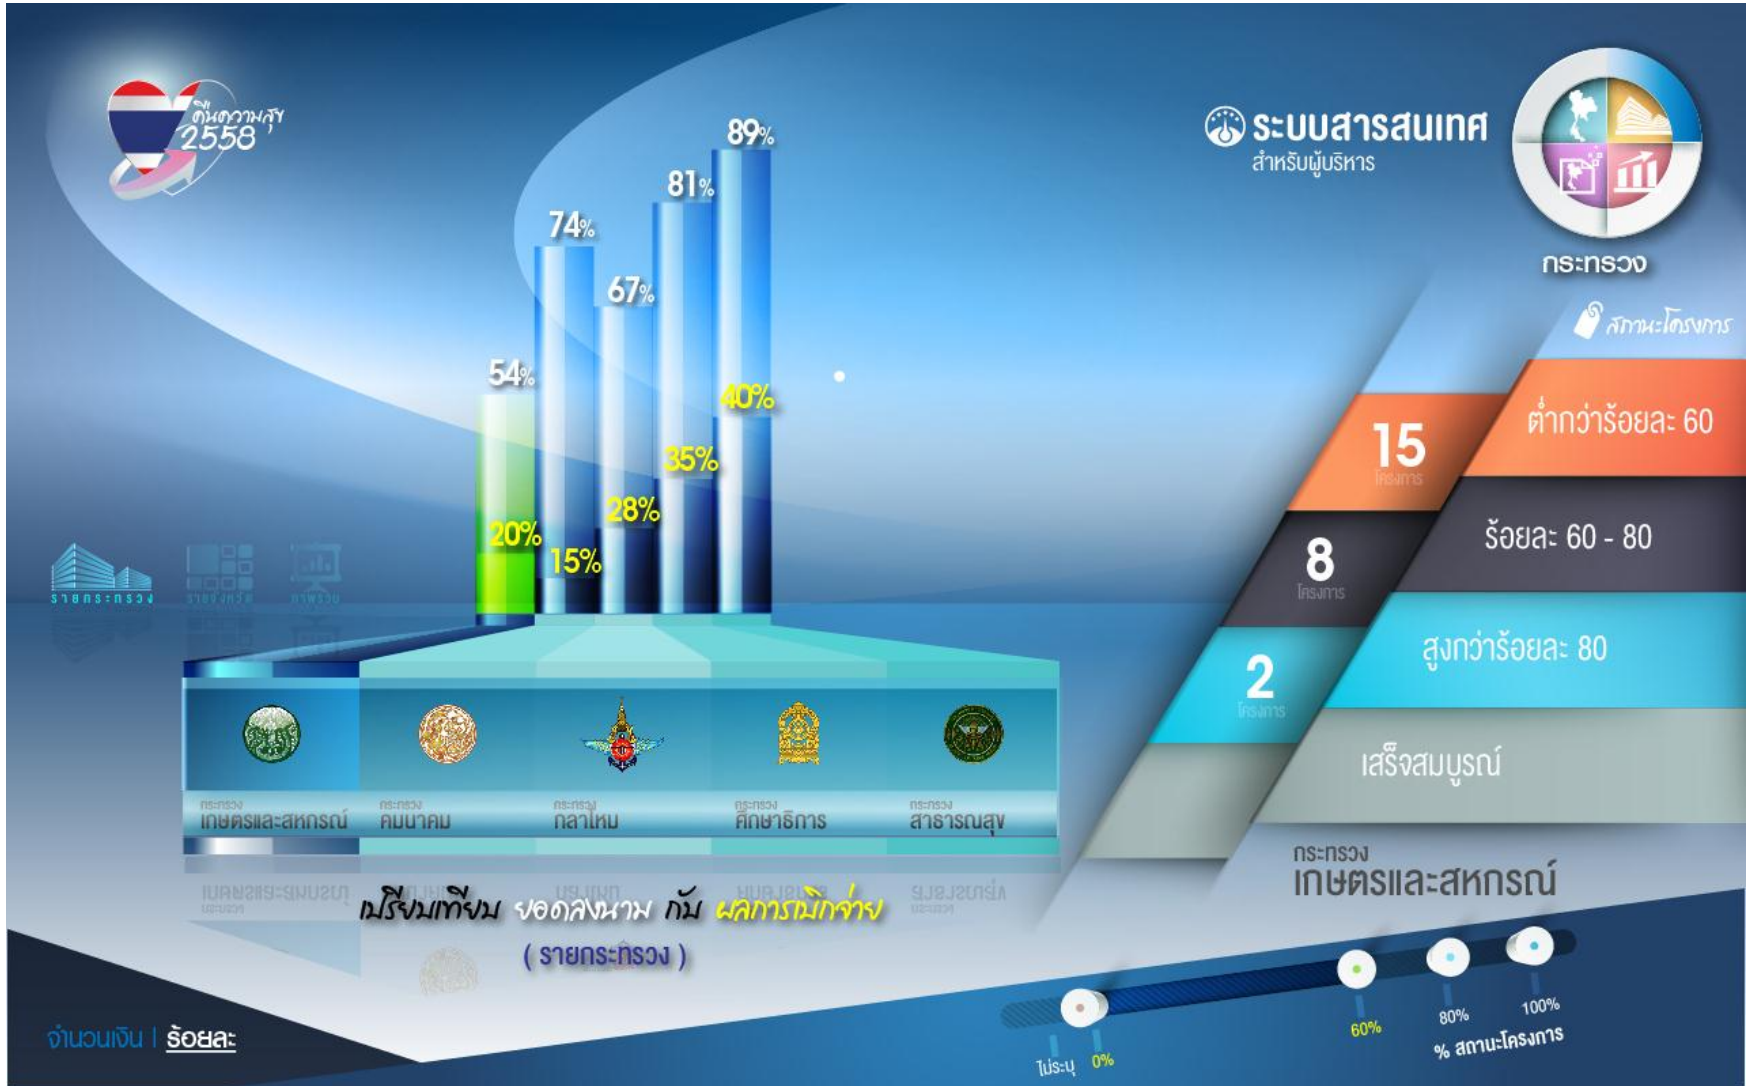 คืนความสุข
2558
ระบบสารสนเทศ
สำหรับผู้บริหาร
กระทรวง
สถานะโครงการ
89%
81%
74%
67%
54%
40%
35%
28%
20%
15%
15
โครงการ
ต่ำกว่าร้อยละ 60
8
โครงการ
ร้อยละ 60 - 80
2
โครงการ
สูงกว่าร้อยละ 80
เสร็จสมบูรณ์
รายกระทรวง
รายจังหวัด
ภาพรวม
กระทรวง
เกษตรและสหกรณ์
กระทรวง
คมนาคม
กระทรวง
กลาโหม
กระทรวง
ศึกษาธิการ
กระทรวง
สาธารณสุข
กระทรวง
เกษตรและสหกรณ์
เปรียบเทียบ ยอดลงนาม กับ ผลการเบิกจ่าย
( รายกระทรวง )
จำนวนเงิน | ร้อยละ
ไม่ระบุ 0% 60% 80% 100%
% สถานะโครงการ